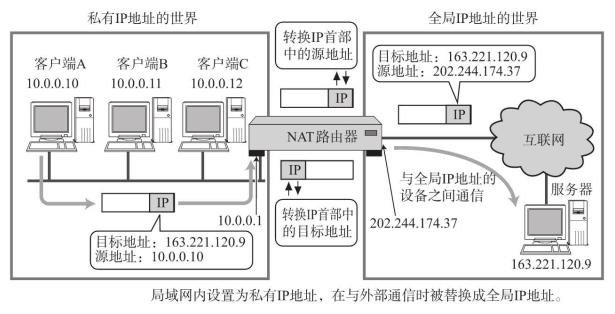 私有IP地址的世界
全局IP地址的世界
客户端A
10.0.0.10
客户端B
10.0.0.11
客户端C
10.0.0.12
转换IP首部
中的源地址
目标地址：163.221.120.9
源地址：202.244.174.37
IP
IP
NAT路由器
互联网
IP
IP
与全局IP地址的
设备之间通信
服务器
10.0.0.1
转换IP首部中
的目标地址
202.244.174.37
目标地址：163.221.120.9
源地址：10.0.0.10
163.221.120.9
局域网内设置为私有IP地址，在与外部通信时被替换成全局IP地址。